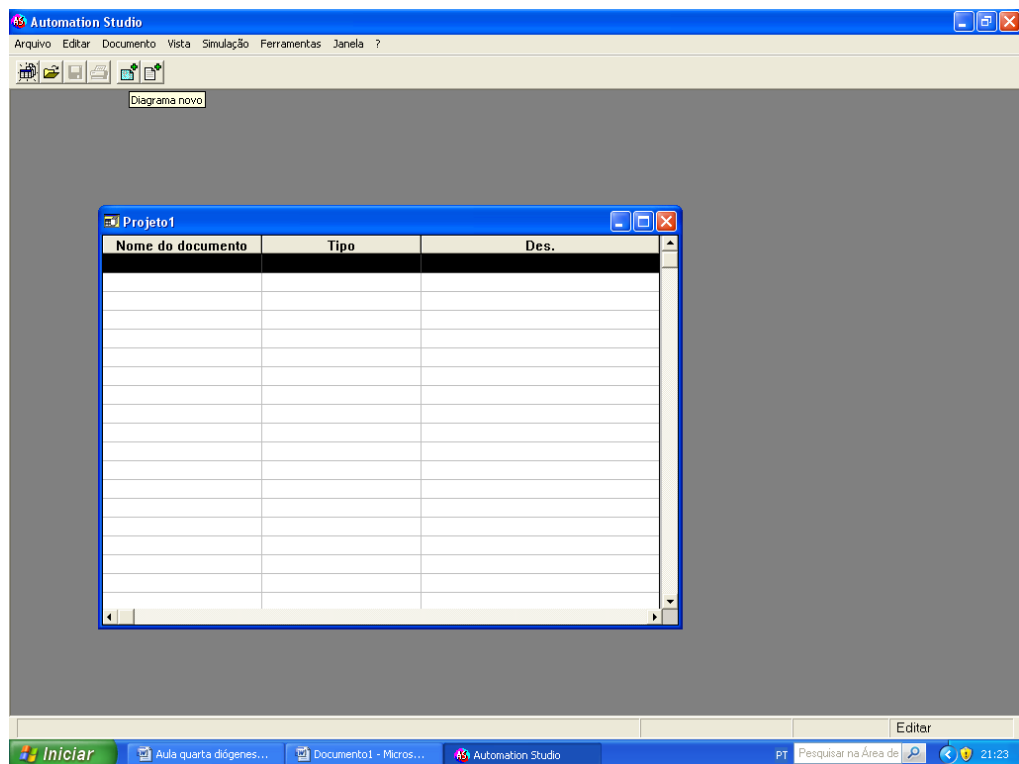 Automation Studio
Arquivo Editar Documento Vista Simulação Ferramentas Janela ?
Diagrama novo
Projeto1
Nome do documento Tipo Des.
Editar
Iniciar Aula quarta diógenes... Documento1 - Micros... Automation Studio PT Pesquisar na Área de 21:23